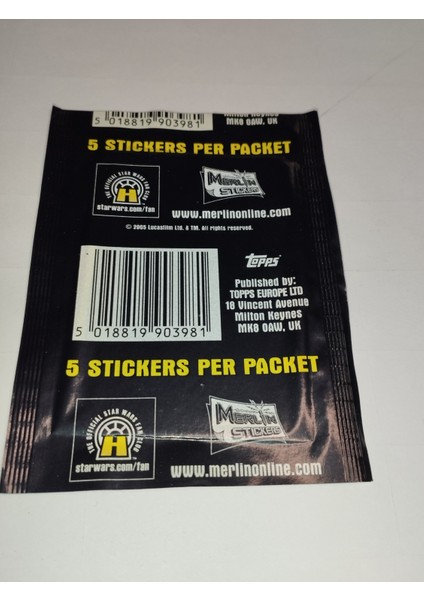 Milton Keynes
MK8 0AW, UK
5 018819 903981
5 STICKERS PER PACKET
THE OFFICIAL STAR WARS FAN CLUB
H
starwars.com/fan
MERLIN
STICKERS
www.merlinonline.com
© 2005 Lucasfilm Ltd. & TM. All rights reserved.
topps
Published by:
TOPPS EUROPE LTD
18 Vincent Avenue
Milton Keynes
MK8 0AW, UK
5 018819 903981
5 STICKERS PER PACKET
THE OFFICIAL STAR WARS FAN CLUB
H
starwars.com/fan
MERLIN
STICKERS
www.merlinonline.com